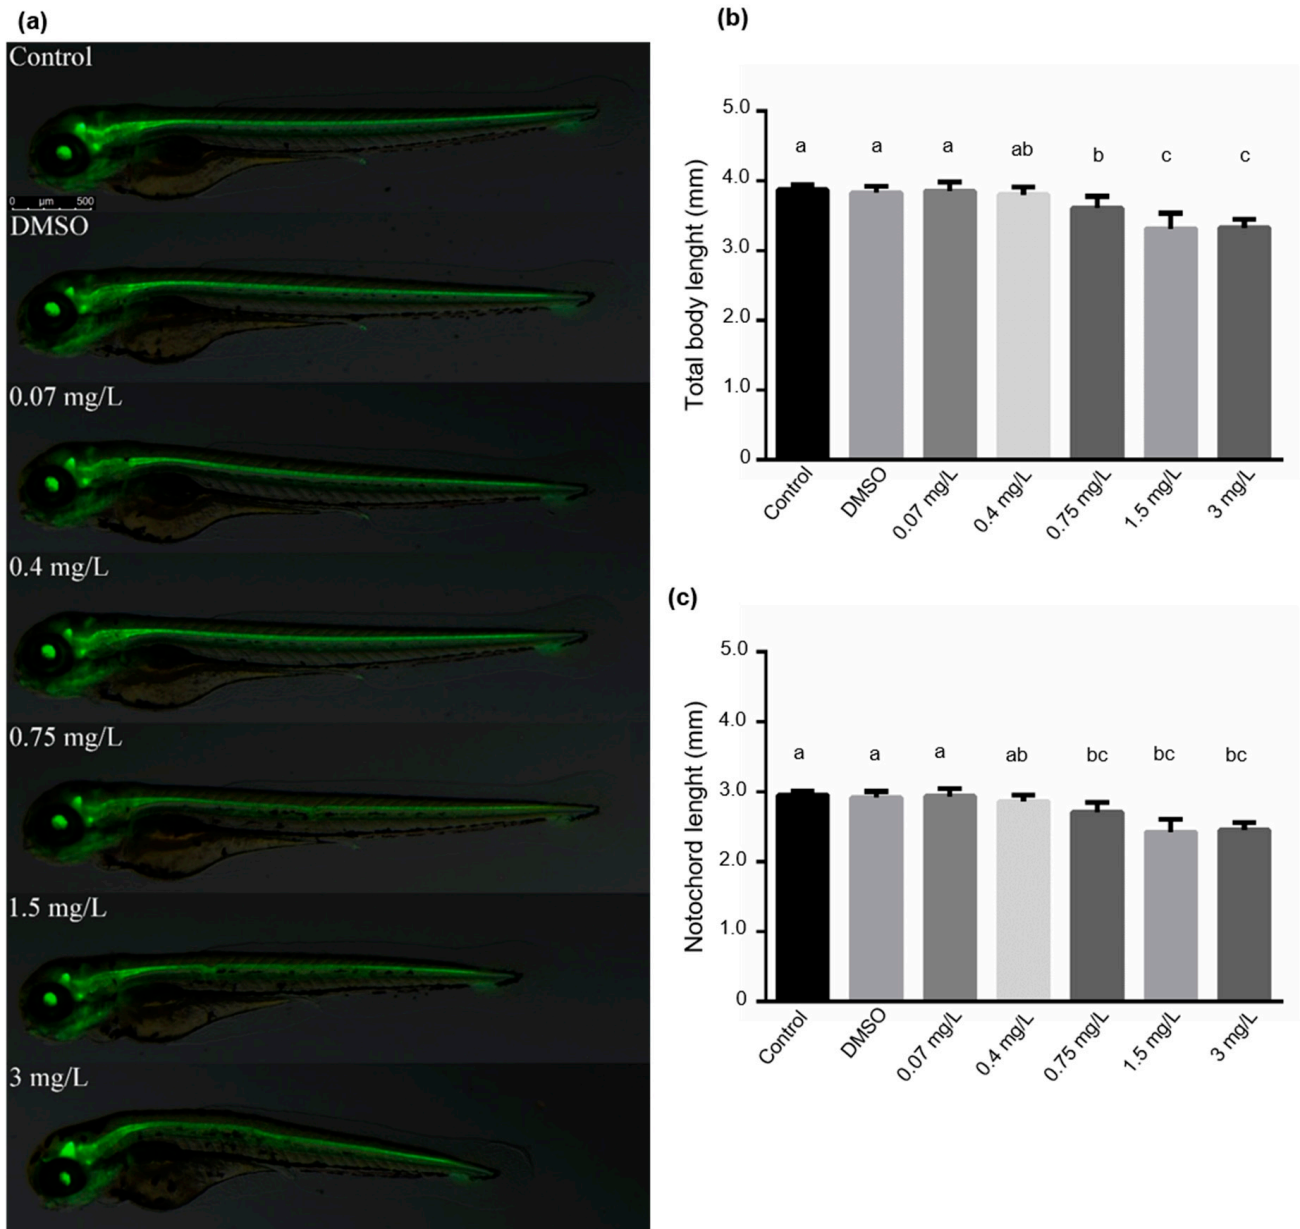 (a)
Control
0 µm 500
DMSO
0.07 mg/L
0.4 mg/L
0.75 mg/L
1.5 mg/L
3 mg/L
(b)
Total body lenght (mm)
5.0
4.0
3.0
2.0
1.0
0
a a a ab b c c
Control DMSO 0.07 mg/L 0.4 mg/L 0.75 mg/L 1.5 mg/L 3 mg/L
(c)
Notochord lenght (mm)
5.0
4.0
3.0
2.0
1.0
0
a a a ab bc bc bc
Control DMSO 0.07 mg/L 0.4 mg/L 0.75 mg/L 1.5 mg/L 3 mg/L